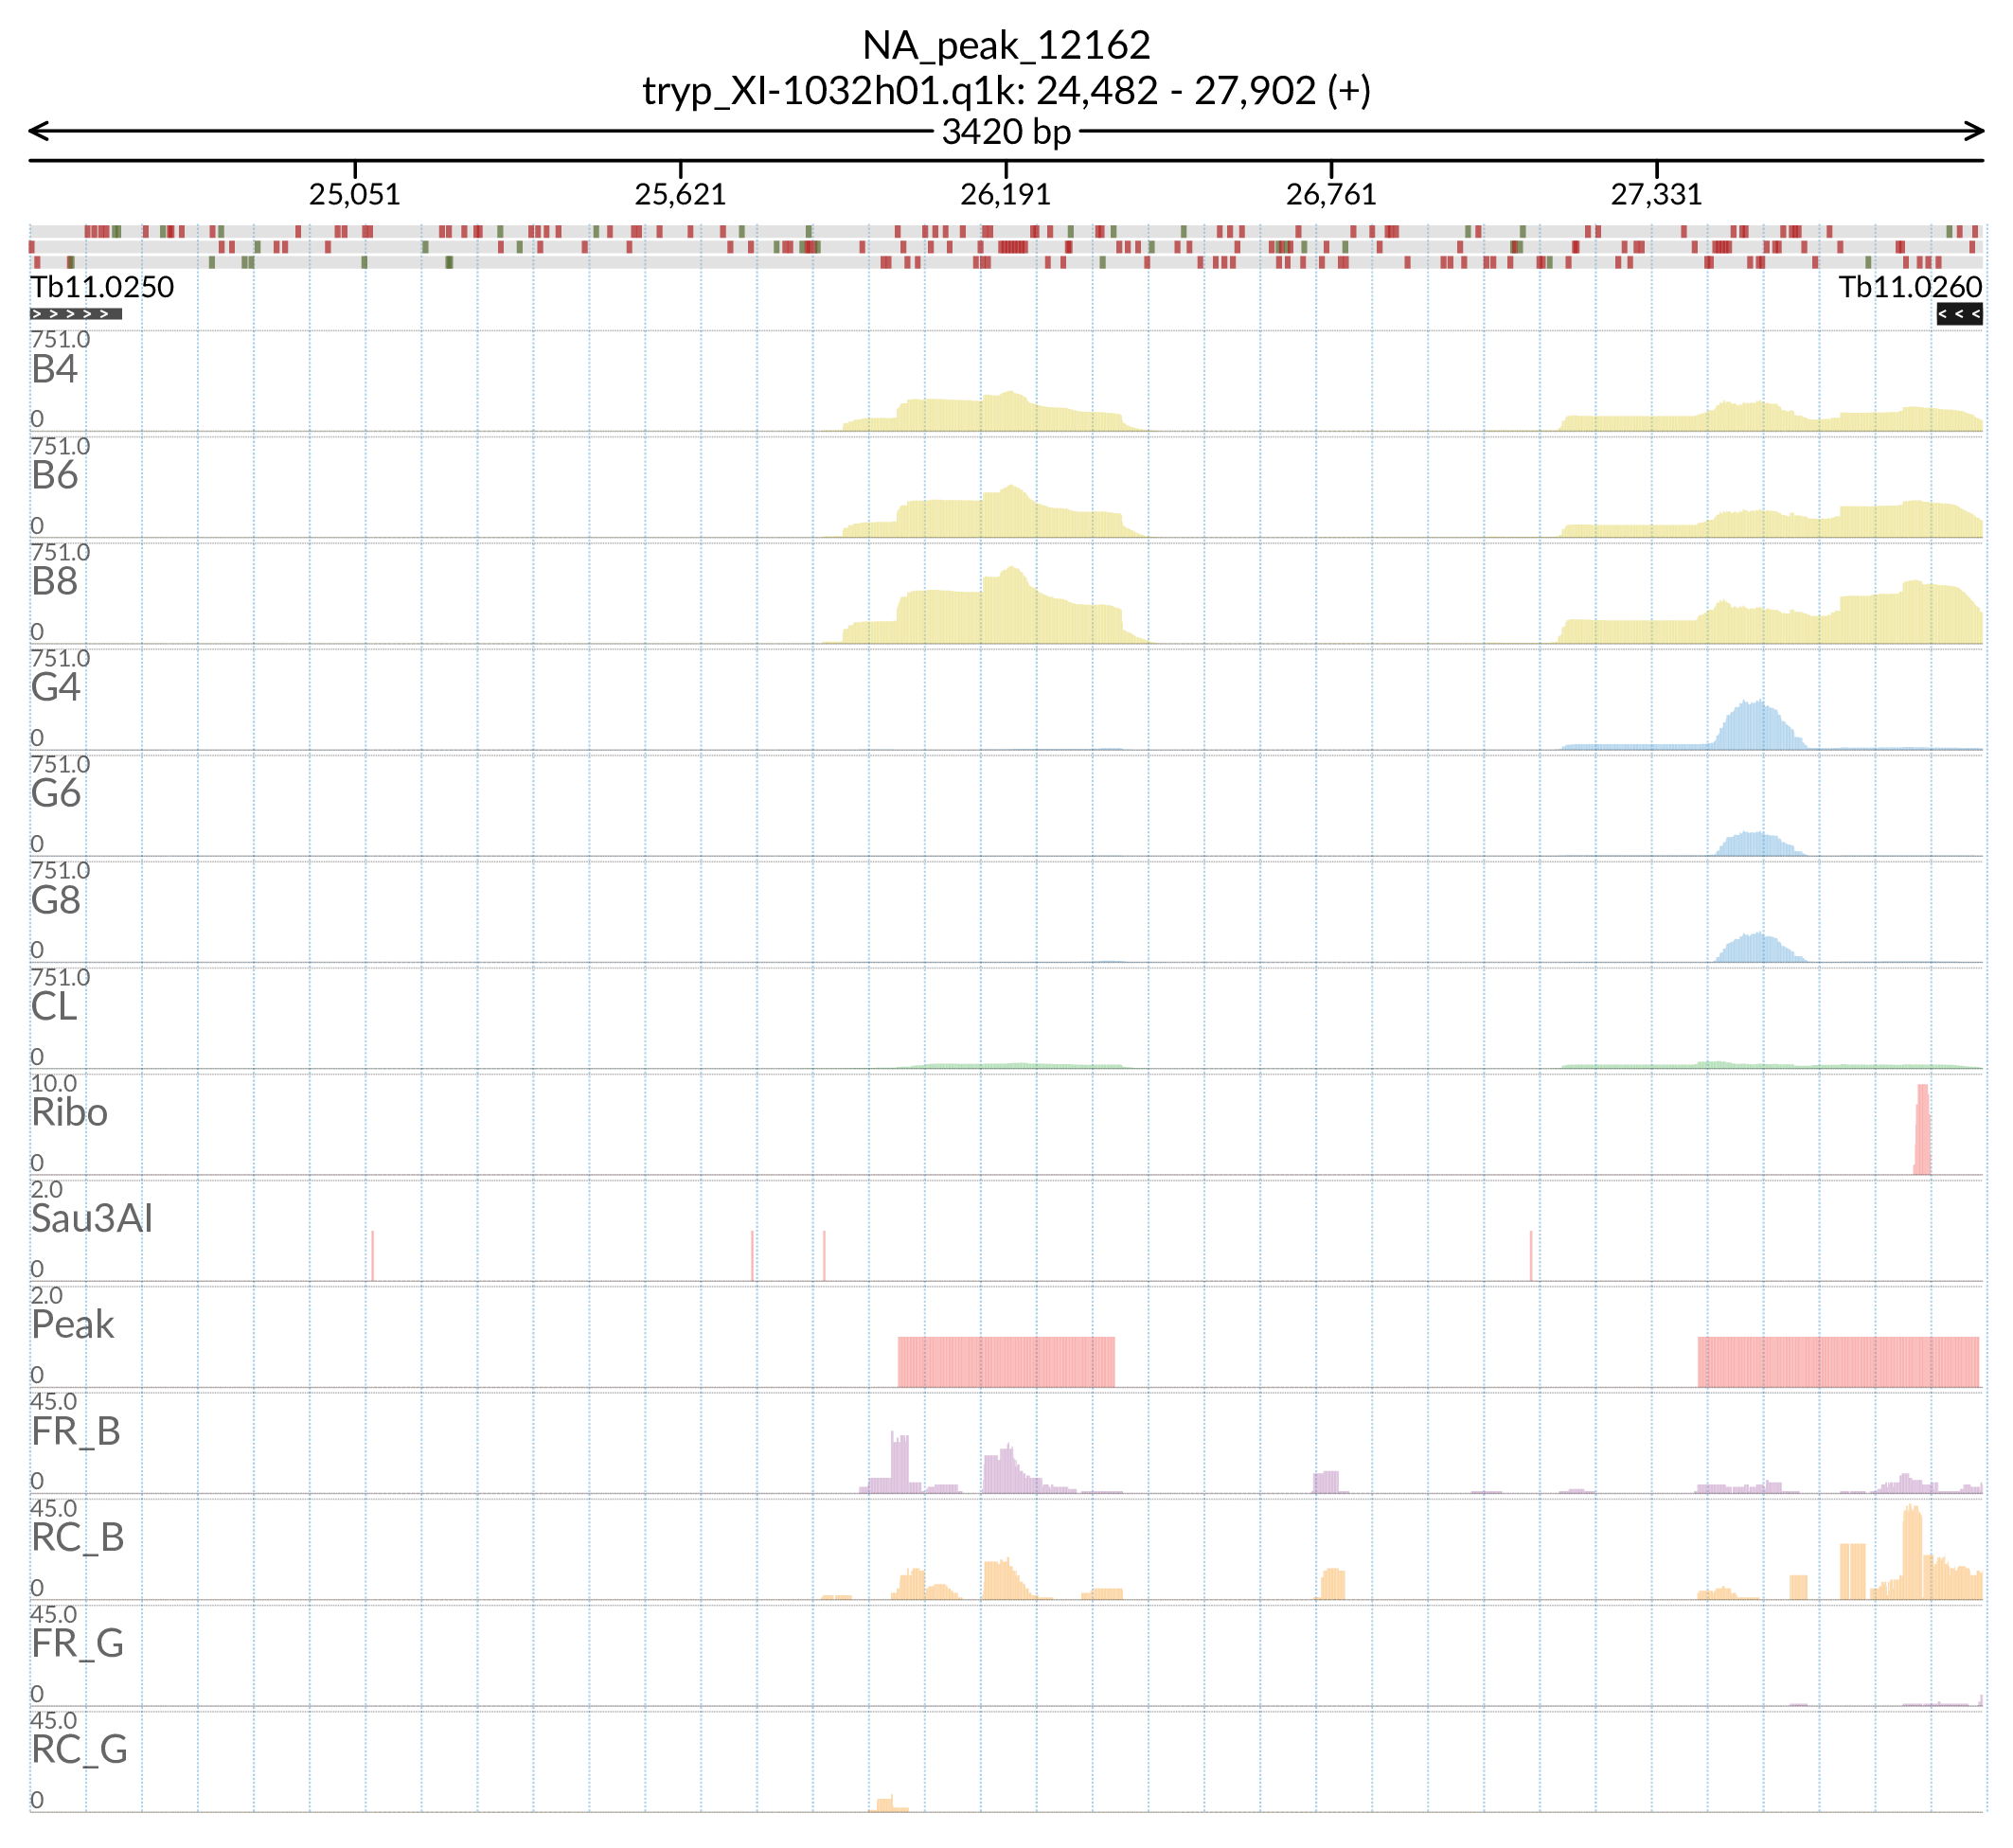 NA_peak_12162
tryp_XI-1032h01.q1k: 24,482 - 27,902 (+)
3420 bp
25,051 25,621 26,191 26,761 27,331
Tb11.0250 Tb11.0260
> > > > > < < <
751.0
B4
0
751.0
B6
0
751.0
B8
0
751.0
G4
0
751.0
G6
0
751.0
G8
0
751.0
CL
0
10.0
Ribo
0
2.0
Sau3AI
0
2.0
Peak
0
45.0
FR_B
0
45.0
RC_B
0
45.0
FR_G
0
45.0
RC_G
0